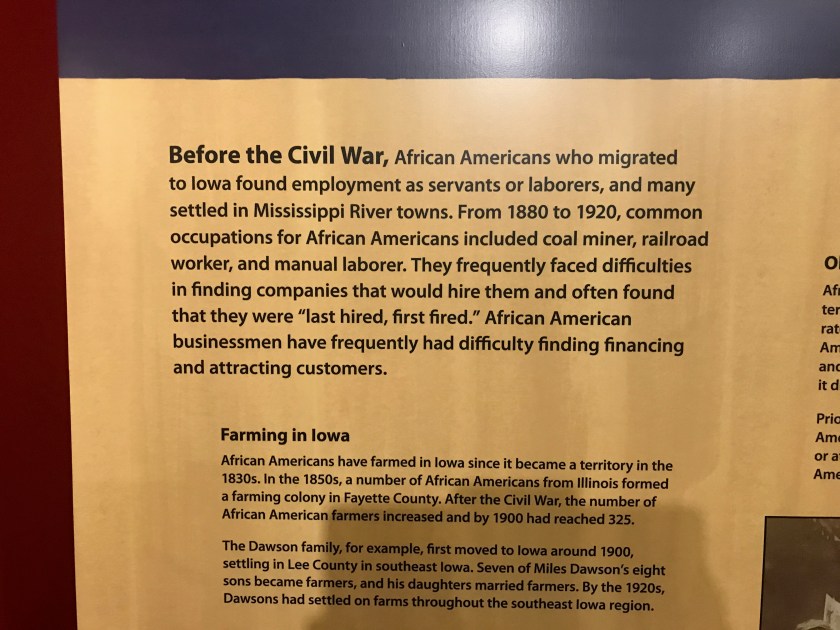 Before the Civil War, African Americans who migrated
to Iowa found employment as servants or laborers, and many
settled in Mississippi River towns. From 1880 to 1920, common
occupations for African Americans included coal miner, railroad
worker, and manual laborer. They frequently faced difficulties
in finding companies that would hire them and often found
that they were “last hired, first fired.” African American
businessmen have frequently had difficulty finding financing
and attracting customers.
Farming in Iowa
African Americans have farmed in Iowa since it became a territory in the
1830s. In the 1850s, a number of African Americans from Illinois formed
a farming colony in Fayette County. After the Civil War, the number of
African American farmers increased and by 1900 had reached 325.
The Dawson family, for example, first moved to Iowa around 1900,
settling in Lee County in southeast Iowa. Seven of Miles Dawson’s eight
sons became farmers, and his daughters married farmers. By the 1920s,
Dawsons had settled on farms throughout the southeast Iowa region.
and
it d
or a